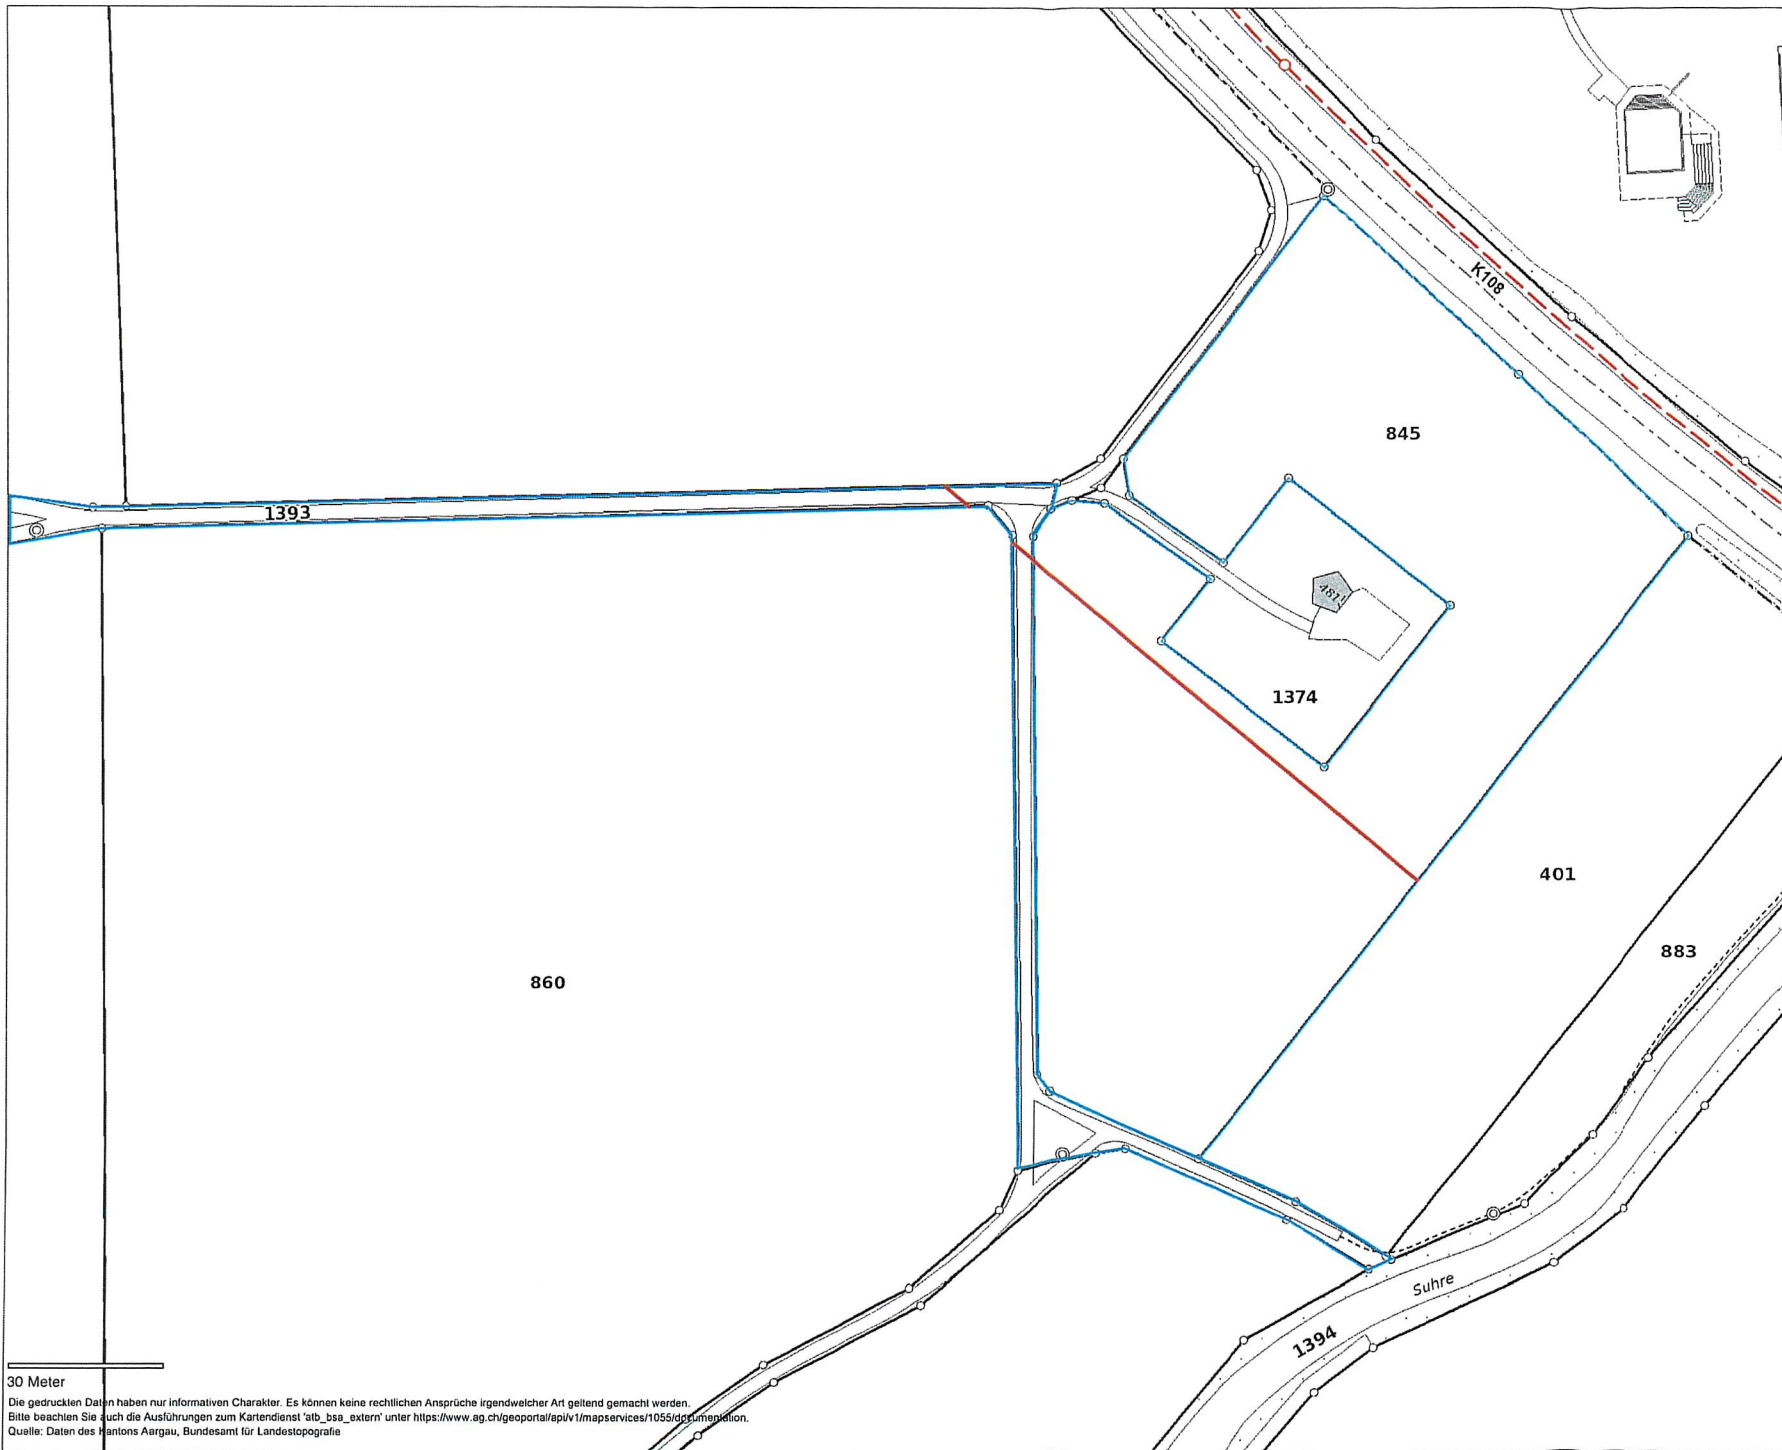 K108
845
1393
1374
401
883
860
Suhre
1394
30 Meter
Die gedruckten Daten haben nur informativen Charakter. Es können keine rechtlichen Ansprüche irgendwelcher Art geltend gemacht werden.
Bitte beachten Sie auch die Ausführungen zum Kartendienst 'atb_bsa_extern' unter https://www.ag.ch/geoportal/api/v1/mapservices/1055/documentation.
Quelle: Daten des Kantons Aargau, Bundesamt für Landestopografie